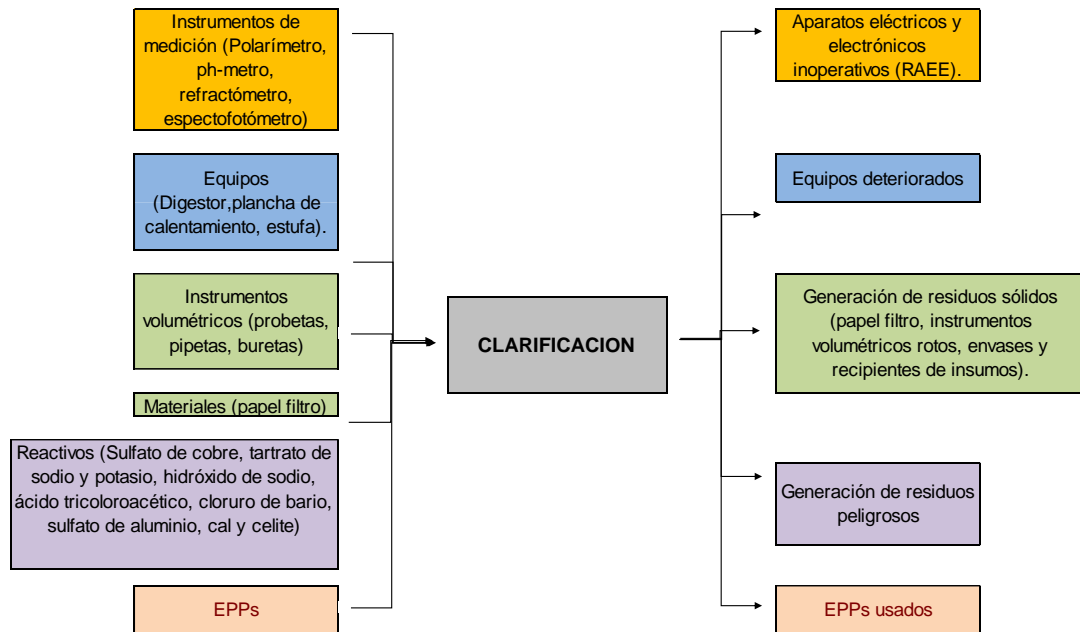 Instrumentos de
medición (Polarímetro,
ph-metro,
refractómetro,
espectofotómetro)
Equipos
(Digestor,plancha de
calentamiento, estufa).
Instrumentos
volumétricos (probetas,
pipetas, buretas)
Materiales (papel filtro)
Reactivos (Sulfato de cobre, tartrato de
sodio y potasio, hidróxido de sodio,
ácido tricoloroacético, cloruro de bario,
sulfato de aluminio, cal y celite)
EPPs
CLARIFICACION
Aparatos eléctricos y
electrónicos
inoperativos (RAEE).
Equipos deteriorados
Generación de residuos sólidos
(papel filtro, instrumentos
volumétricos rotos, envases y
recipientes de insumos).
Generación de residuos
peligrosos
EPPs usados